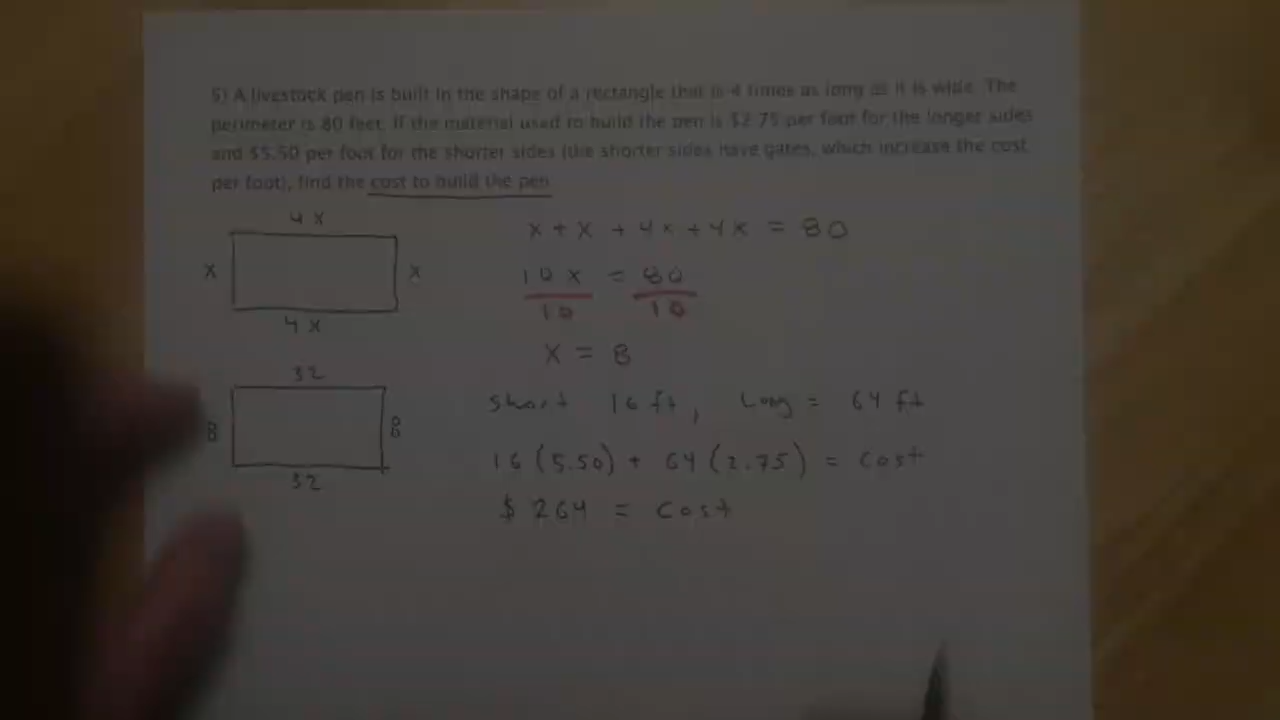 5) A livestock pen is built in the shape of a rectangle that is 4 times as long as it is wide. The
perimeter is 80 feet. If the material used to build the pen is $2.75 per foot for the longer sides
and $5.50 per foot for the shorter sides (the shorter sides have gates, which increase the cost
per foot), find the cost to build the pen.
4x
x + x + 4x + 4x = 80
x x
10x = 80
10 10
4x
x = 8
32
Short 16 ft, Long = 64 ft
8 8
16 (5.50) + 64 (2.75) = cost
32
$ 264 = cost